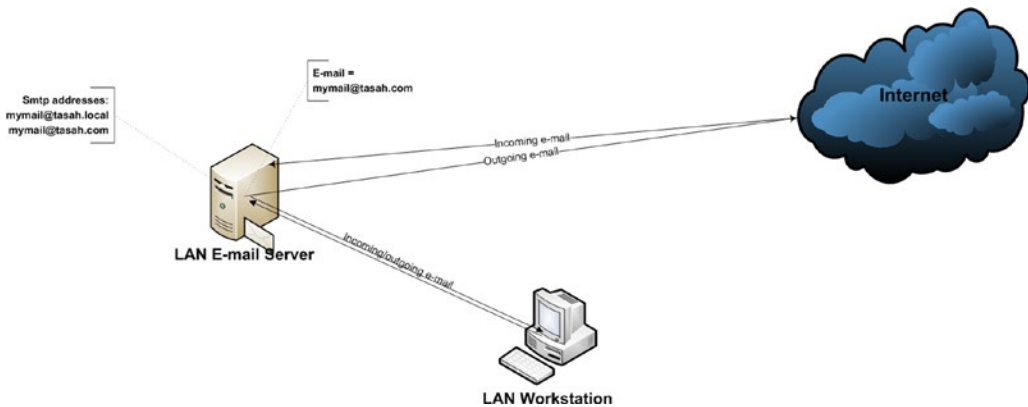 E-mail =
mymail@tasah.com
Smtp addresses:
mymail@tasah.local
mymail@tasah.com
Internet
Incoming e-mail
Outgoing e-mail
LAN E-mail Server
Incoming/outgoing e-mail
LAN Workstation